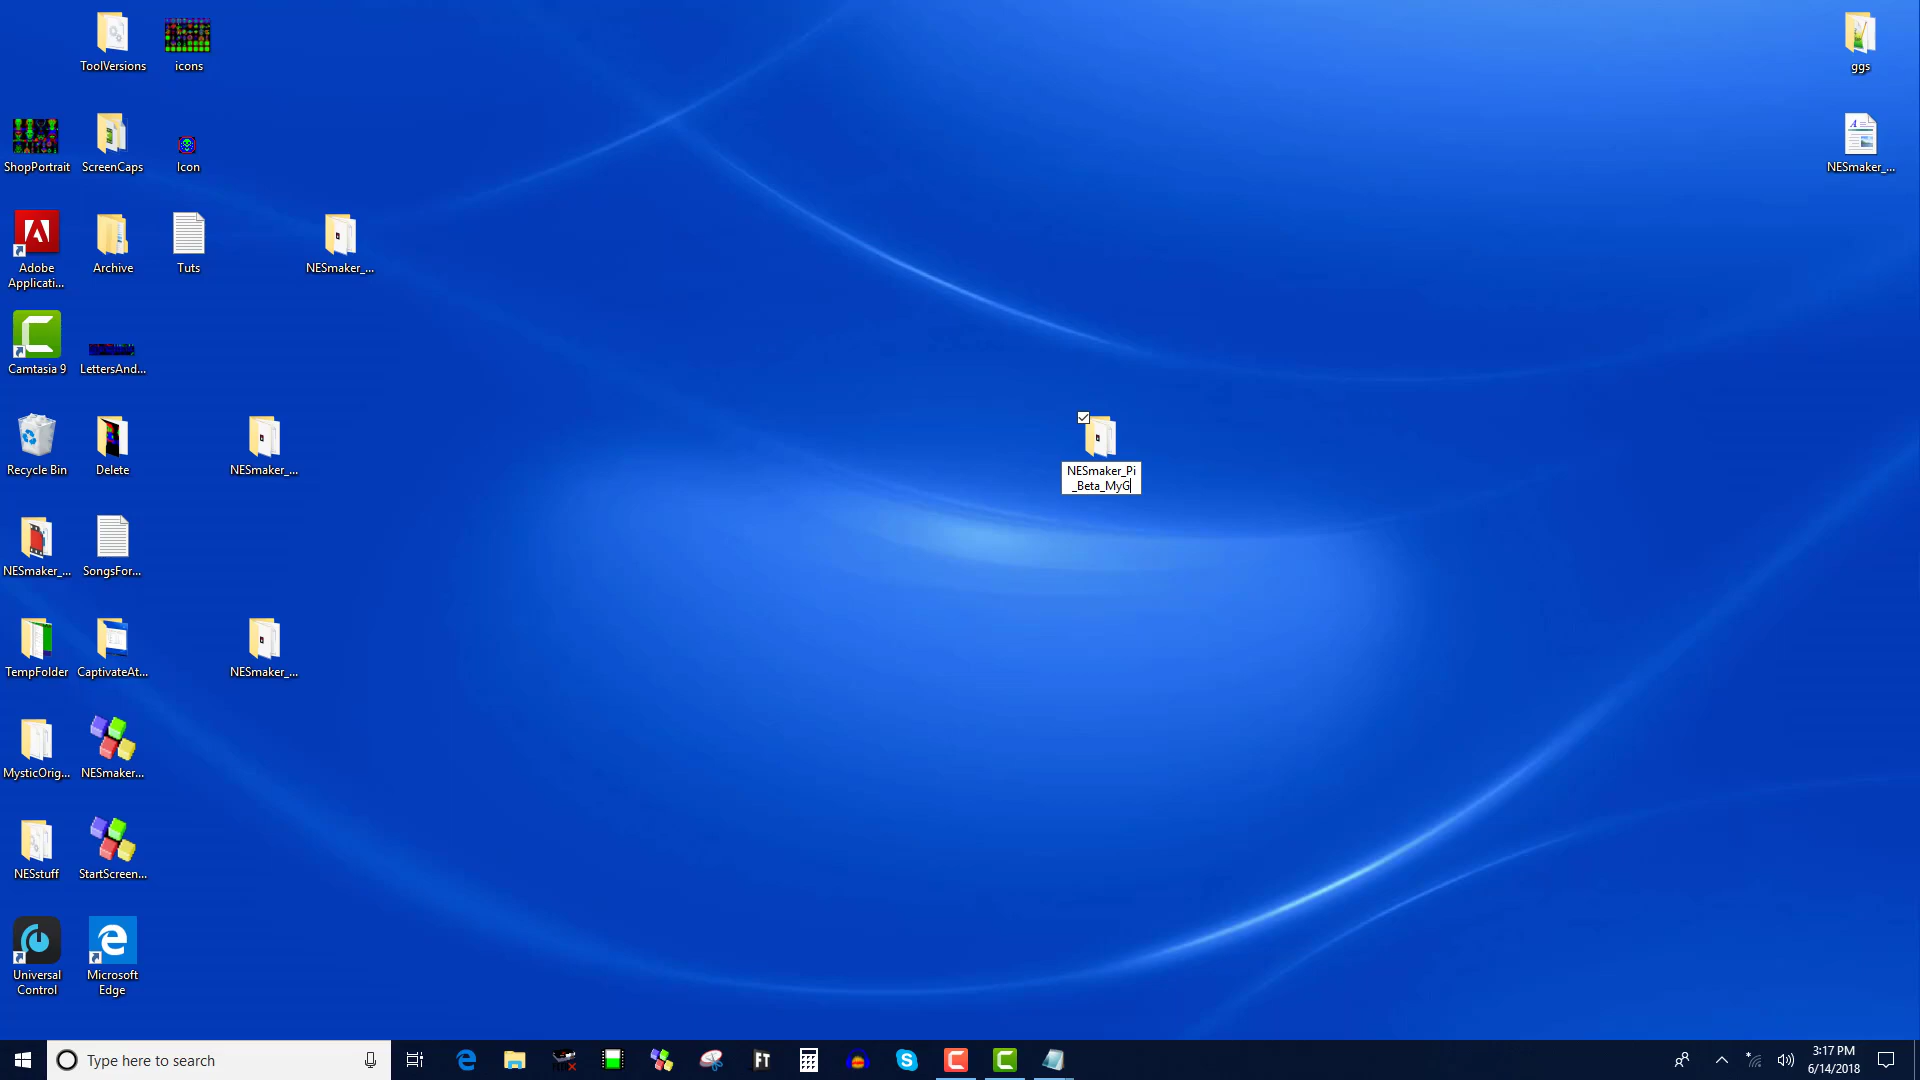 ToolVersions
icons
ggs
ShopPortrait
ScreenCaps
Icon
NESmaker_...
Adobe
Applicati...
Archive
Tuts
NESmaker_...
Camtasia 9
LettersAnd...
Recycle Bin
Delete
NESmaker_...
NESmaker_Pi
_Beta_MyG
NESmaker_...
SongsFor...
TempFolder
CaptivateAt...
NESmaker_...
MysticOrig...
NESmaker...
NESstuff
StartScreen...
Universal
Control
Microsoft
Edge
Type here to search
FT
3:17 PM
6/14/2018